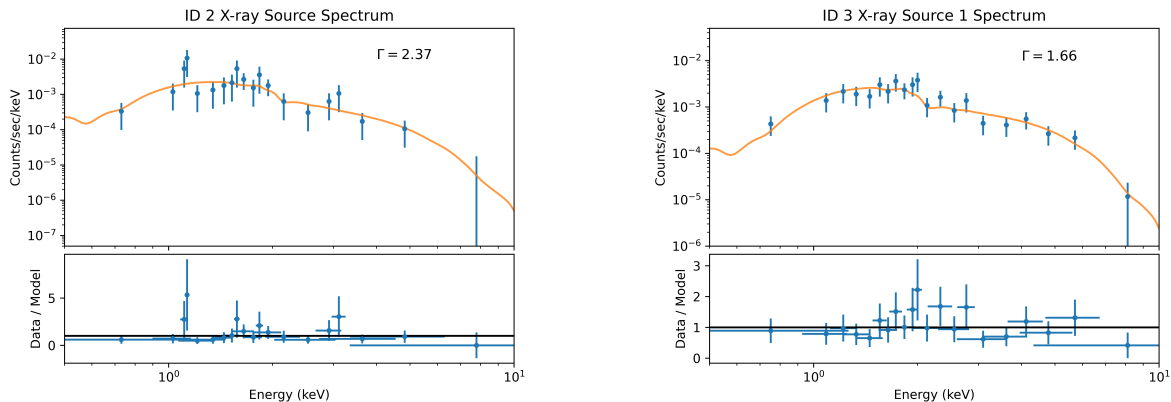 ID 2 X-ray Source Spectrum
Γ = 2.37
Counts/sec/keV
10⁻²
10⁻³
10⁻⁴
10⁻⁵
10⁻⁶
10⁻⁷
Data / Model
5
0
10⁰
10¹
Energy (keV)
ID 3 X-ray Source 1 Spectrum
Γ = 1.66
Counts/sec/keV
10⁻²
10⁻³
10⁻⁴
10⁻⁵
10⁻⁶
Data / Model
3
2
1
0
10⁰
10¹
Energy (keV)